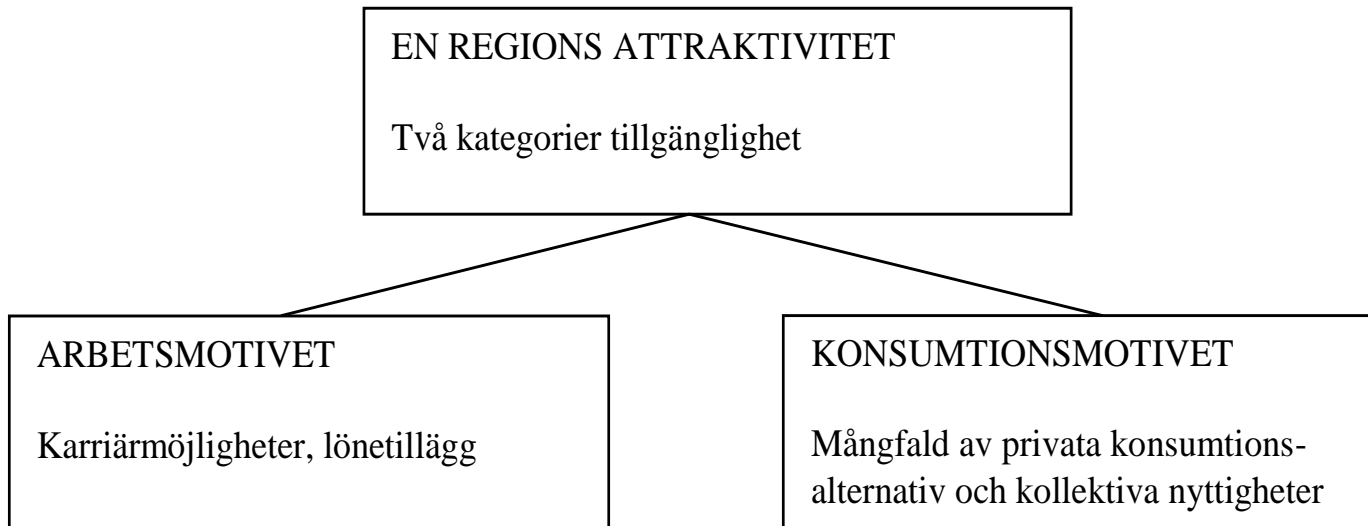 EN REGIONS ATTRAKTIVITET
Två kategorier tillgänglighet
ARBETSMOTIVET
Karriärmöjligheter, lönetillägg
KONSUMTIONSMOTIVET
Mångfald av privata konsumtions-
alternativ och kollektiva nyttigheter